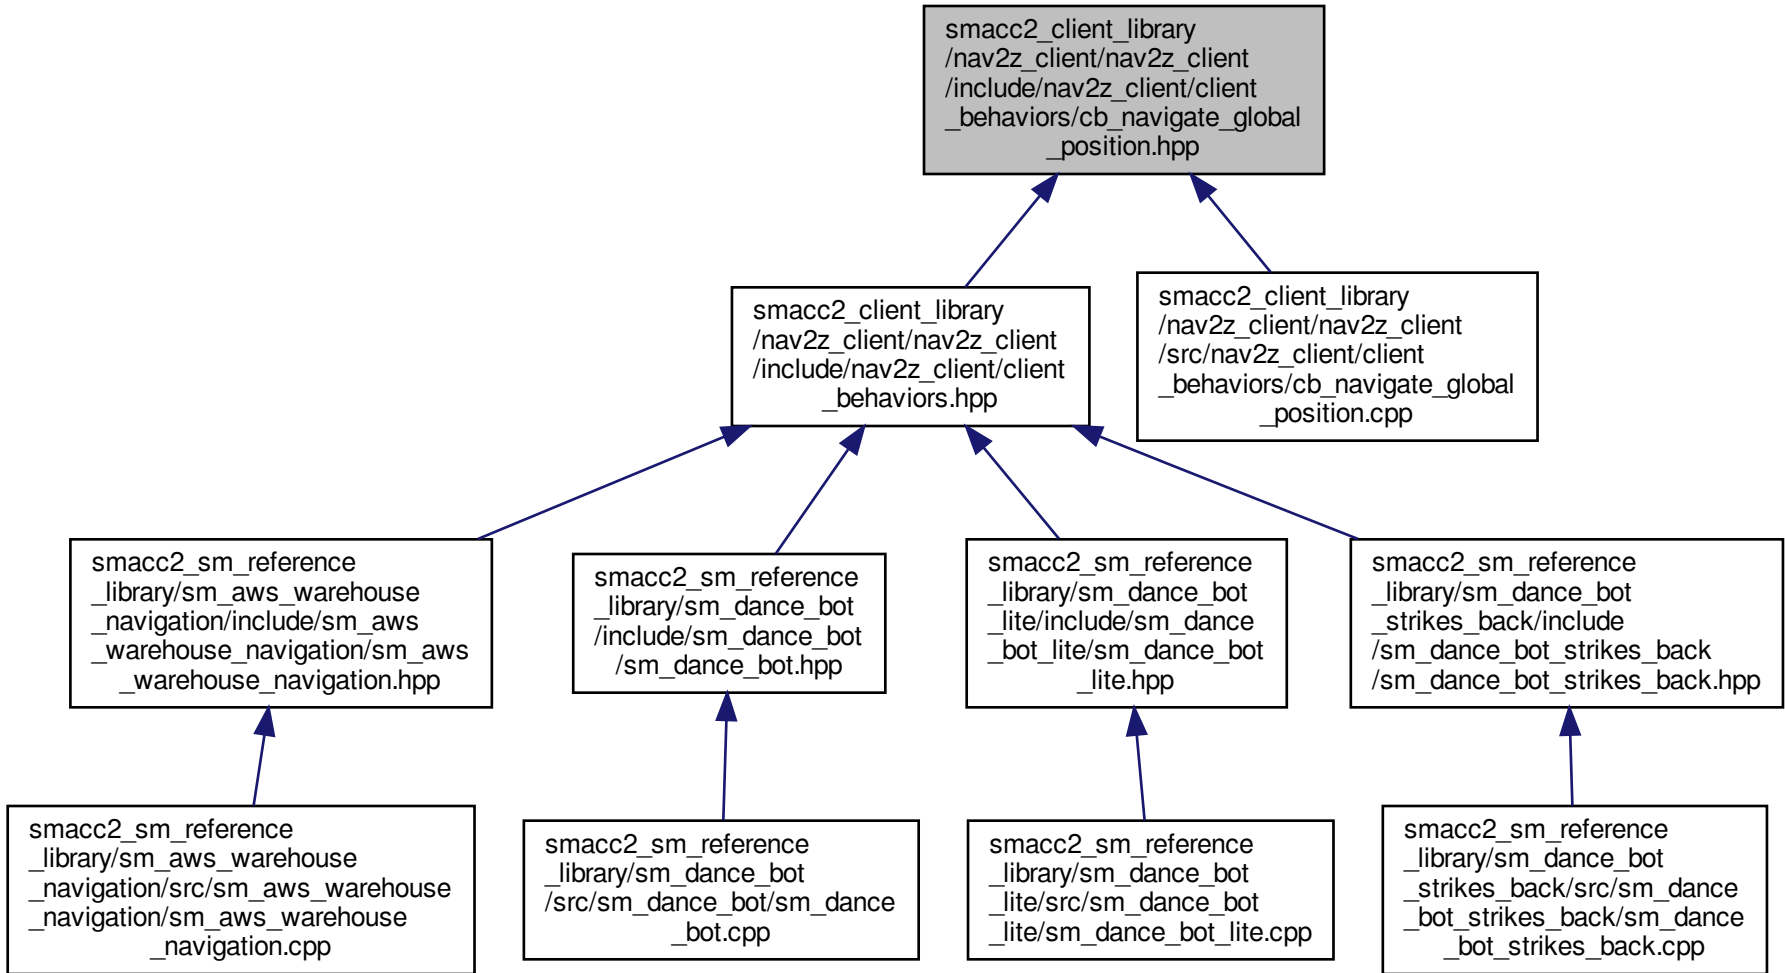 smacc2_client_library
/nav2z_client/nav2z_client
/include/nav2z_client/client
_behaviors/cb_navigate_global
_position.hpp
smacc2_client_library
/nav2z_client/nav2z_client
/include/nav2z_client/client
_behaviors.hpp
smacc2_client_library
/nav2z_client/nav2z_client
/src/nav2z_client/client
_behaviors/cb_navigate_global
_position.cpp
smacc2_sm_reference
_library/sm_aws_warehouse
_navigation/include/sm_aws
_warehouse_navigation/sm_aws
_warehouse_navigation.hpp
smacc2_sm_reference
_library/sm_dance_bot
/include/sm_dance_bot
/sm_dance_bot.hpp
smacc2_sm_reference
_library/sm_dance_bot
_lite/include/sm_dance
_bot_lite/sm_dance_bot
_lite.hpp
smacc2_sm_reference
_library/sm_dance_bot
_strikes_back/include
/sm_dance_bot_strikes_back
/sm_dance_bot_strikes_back.hpp
smacc2_sm_reference
_library/sm_aws_warehouse
_navigation/src/sm_aws_warehouse
_navigation/sm_aws_warehouse
_navigation.cpp
smacc2_sm_reference
_library/sm_dance_bot
/src/sm_dance_bot/sm_dance
_bot.cpp
smacc2_sm_reference
_library/sm_dance_bot
_lite/src/sm_dance_bot
_lite/sm_dance_bot_lite.cpp
smacc2_sm_reference
_library/sm_dance_bot
_strikes_back/src/sm_dance
_bot_strikes_back/sm_dance
_bot_strikes_back.cpp